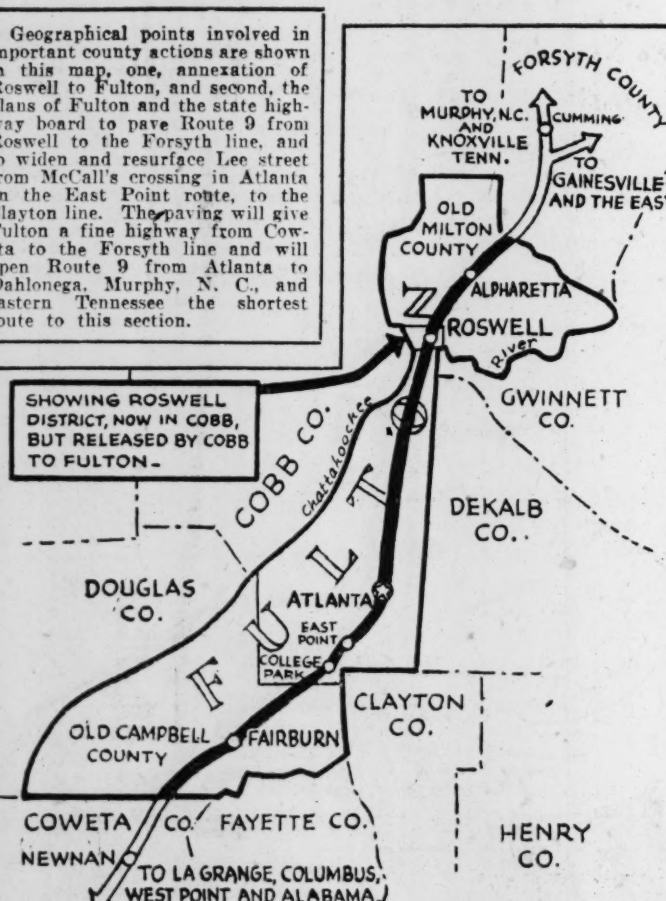 Geographical points involved in
important county actions are shown
in this map, one, annexation of
Roswell to Fulton, and second, the
plans of Fulton and the state high-
way board to pave Route 9 from
Roswell to the Forsyth line, and
to widen and resurface Lee street
from McCall's crossing in Atlanta
on the East Point route, to the
Clayton line. The paving will give
Fulton a fine highway from Cow-
eta to the Forsyth line and will
open Route 9 from Atlanta to
Dahlonega, Murphy, N. C., and
eastern Tennessee the shortest
route to this section.
FORSYTH COUNTY
TO
MURPHY, N.C.
AND
KNOXVILLE
TENN.
CUMMING
TO
GAINESVILLE
AND THE EAST
OLD
MILTON
COUNTY
ALPHARETTA
ROSWELL
River
SHOWING ROSWELL
DISTRICT, NOW IN COBB,
BUT RELEASED BY COBB
TO FULTON-
GWINNETT
CO.
COBB CO.
Chattahoochee
DEKALB
CO.
DOUGLAS
CO.
FULTON
ATLANTA
EAST
POINT
COLLEGE
PARK
CLAYTON
CO.
OLD CAMPBELL
COUNTY
FAIRBURN
COWETA CO.
FAYETTE CO.
HENRY
CO.
NEWNAN
TO LA GRANGE, COLUMBUS,
WEST POINT AND ALABAMA